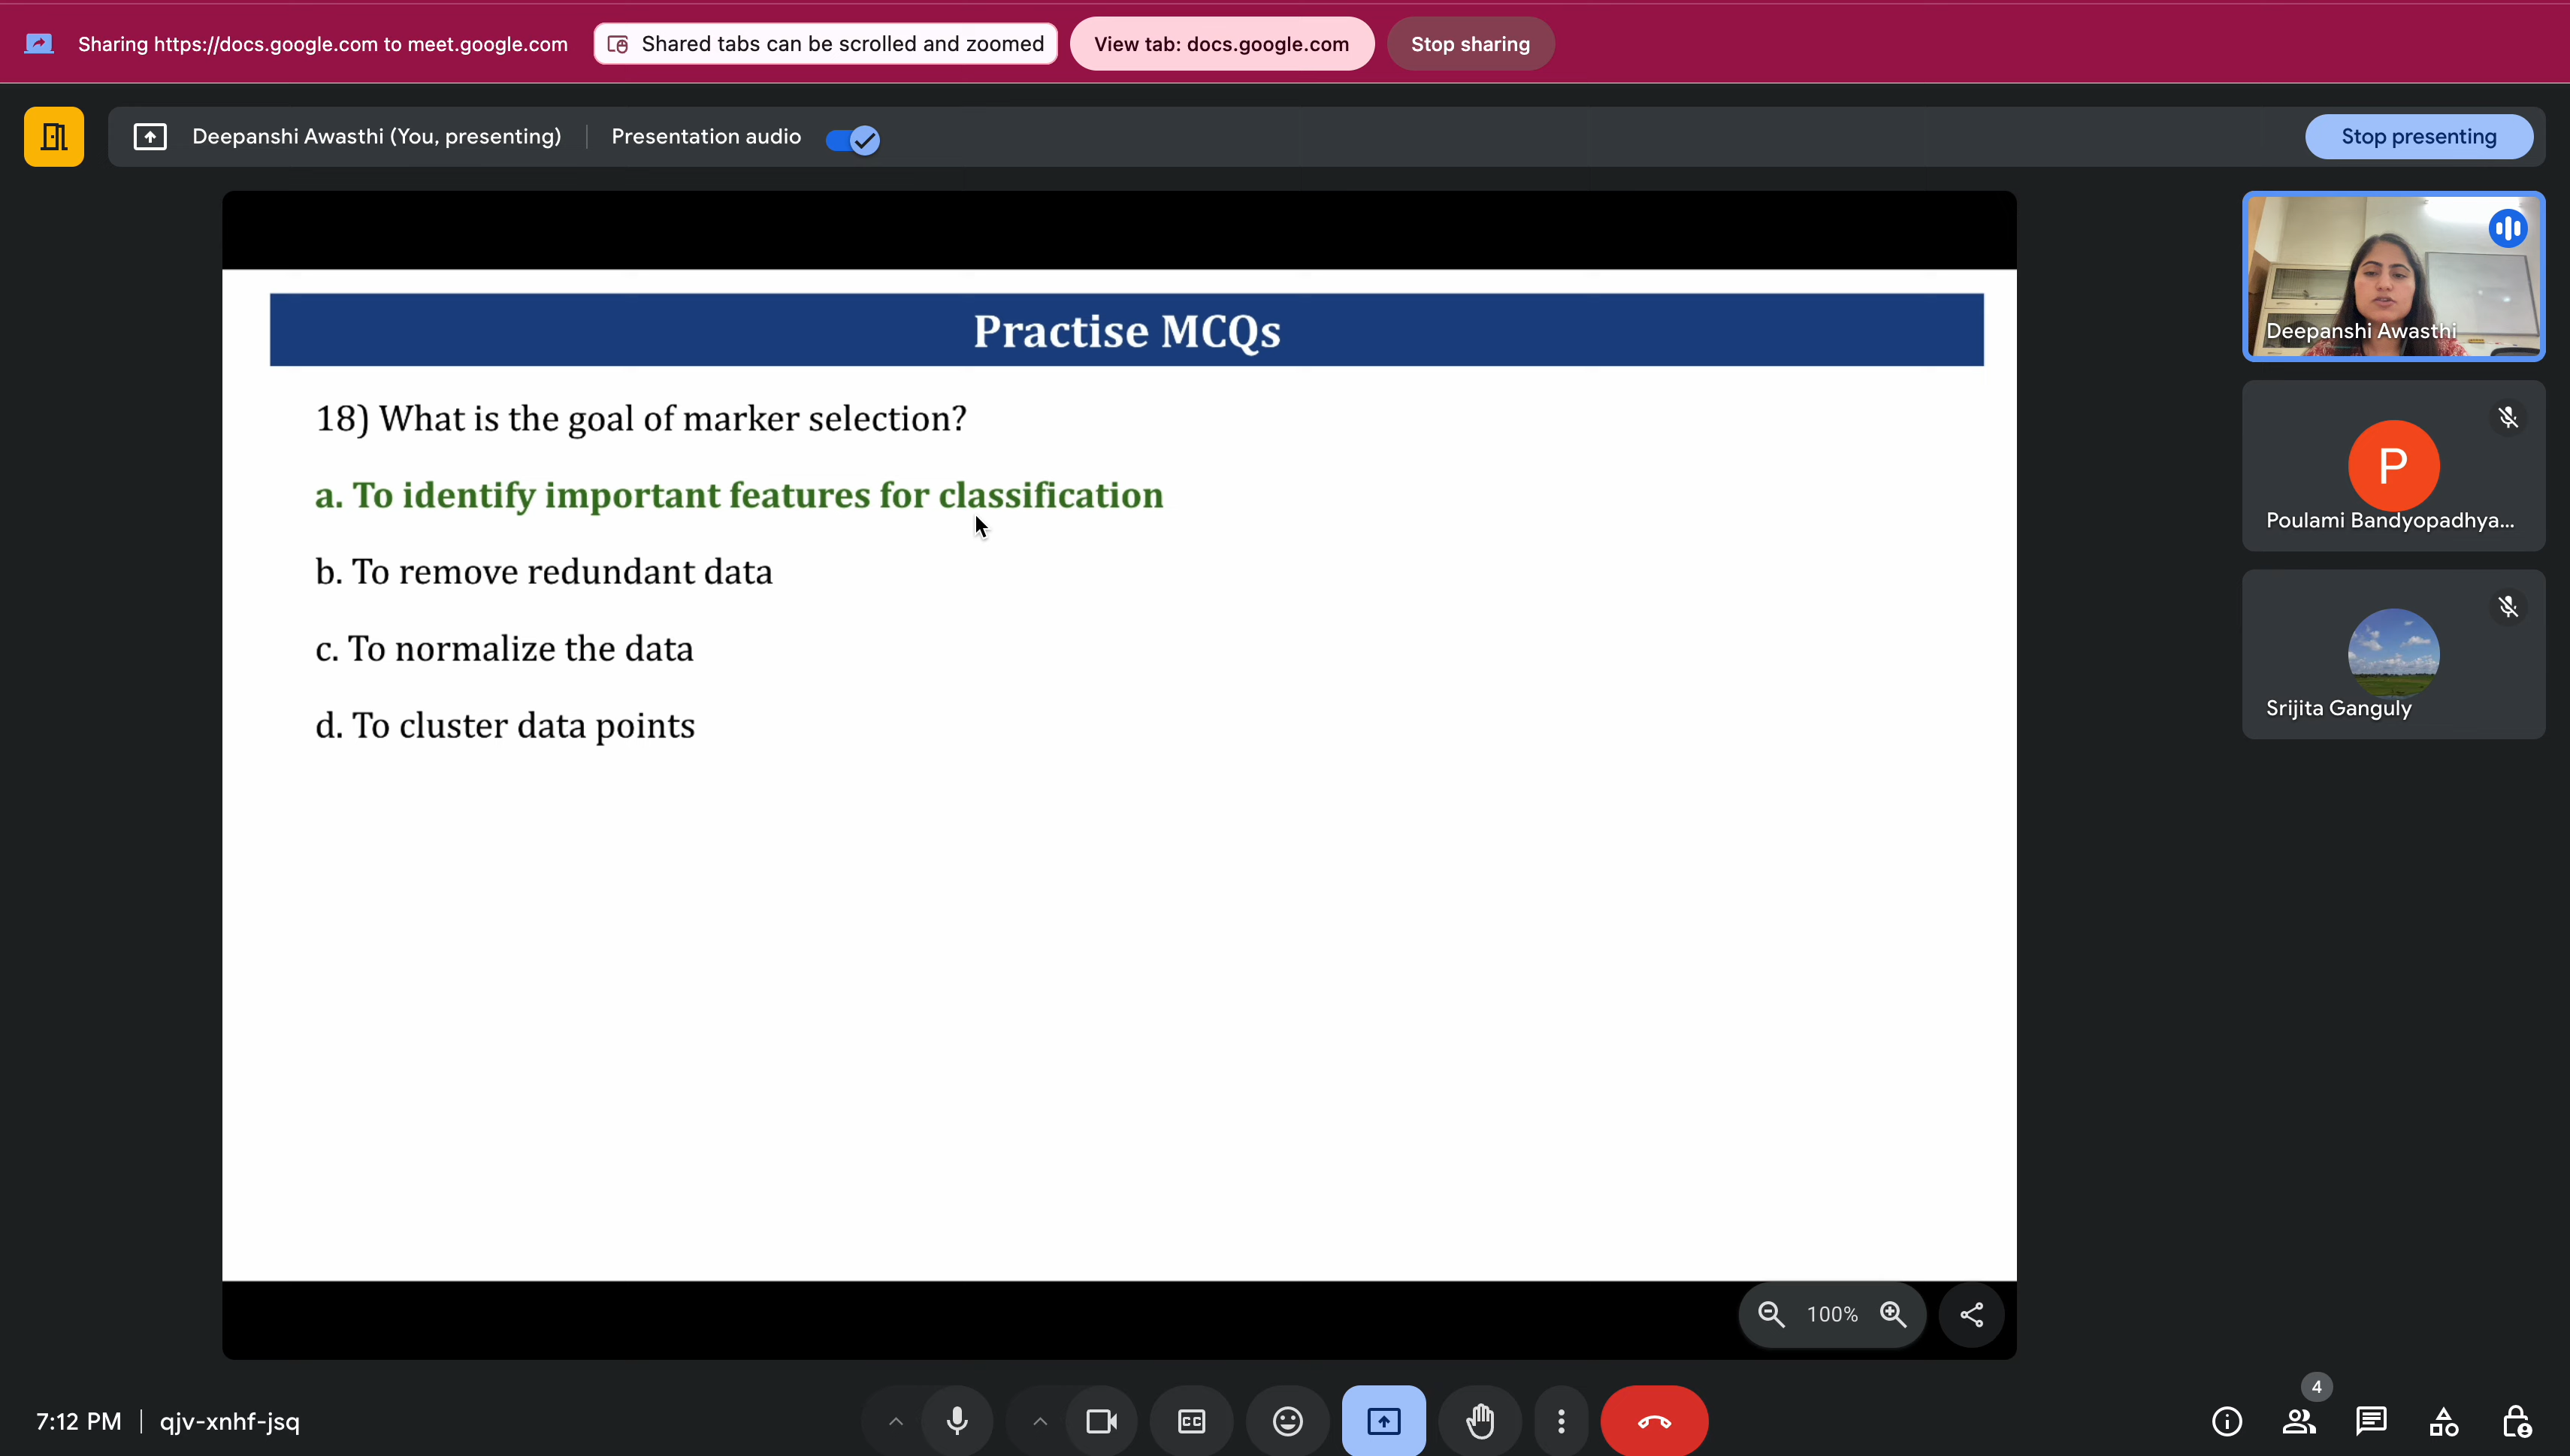 Sharing https://docs.google.com to meet.google.com
Shared tabs can be scrolled and zoomed
View tab: docs.google.com
Stop sharing
Deepanshi Awasthi (You, presenting)
Presentation audio
Stop presenting
Practise MCQs
18) What is the goal of marker selection?
a. To identify important features for classification
b. To remove redundant data
c. To normalize the data
d. To cluster data points
Deepanshi Awasthi
P
Poulami Bandyopadhya...
Srijita Ganguly
100%
7:12 PM
qjv-xnhf-jsq
CC
4